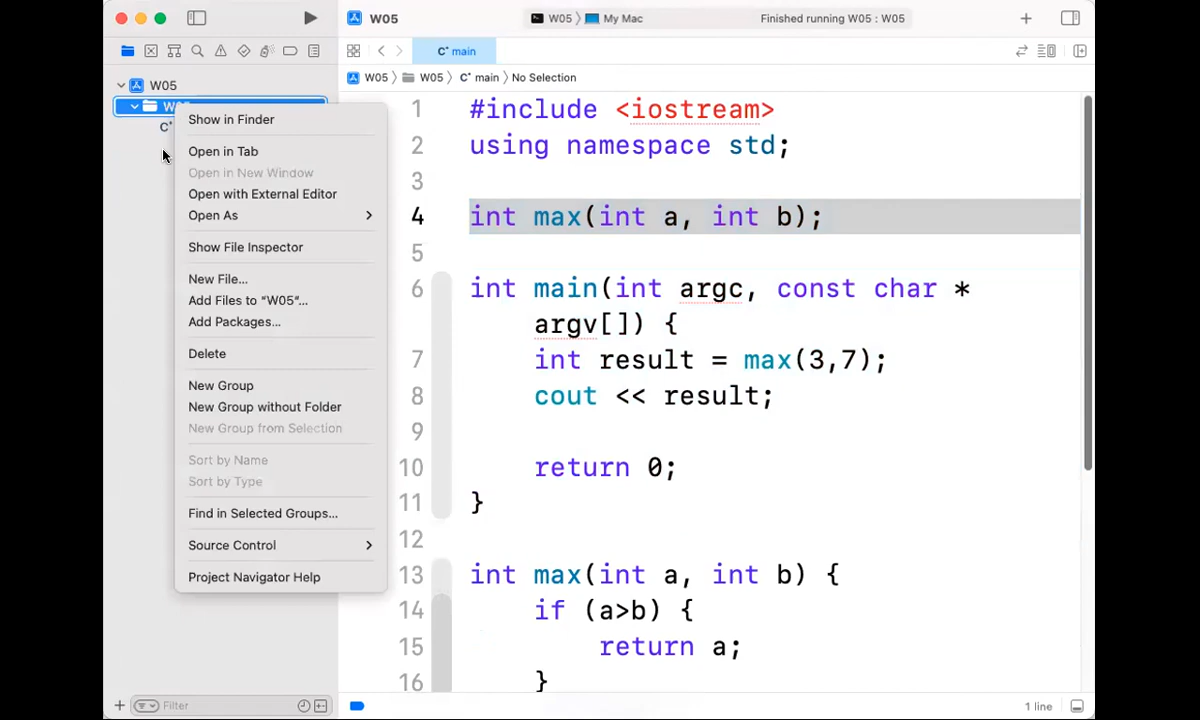 W05
W05
My Mac
Finished running W05 : W05
main
W05
W05
main
No Selection
W05
Show in Finder
Open in Tab
Open in New Window
Open with External Editor
Open As
Show File Inspector
New File...
Add Files to “W05”...
Add Packages...
Delete
New Group
New Group without Folder
New Group from Selection
Sort by Name
Sort by Type
Find in Selected Groups...
Source Control
Project Navigator Help
1 #include <iostream>
2 using namespace std;
3
4 int max(int a, int b);
5
6 int main(int argc, const char *
argv[]) {
7 int result = max(3,7);
8 cout << result;
9
10 return 0;
11 }
12
13 int max(int a, int b) {
14 if (a>b) {
15 return a;
16 }
Filter
1 line